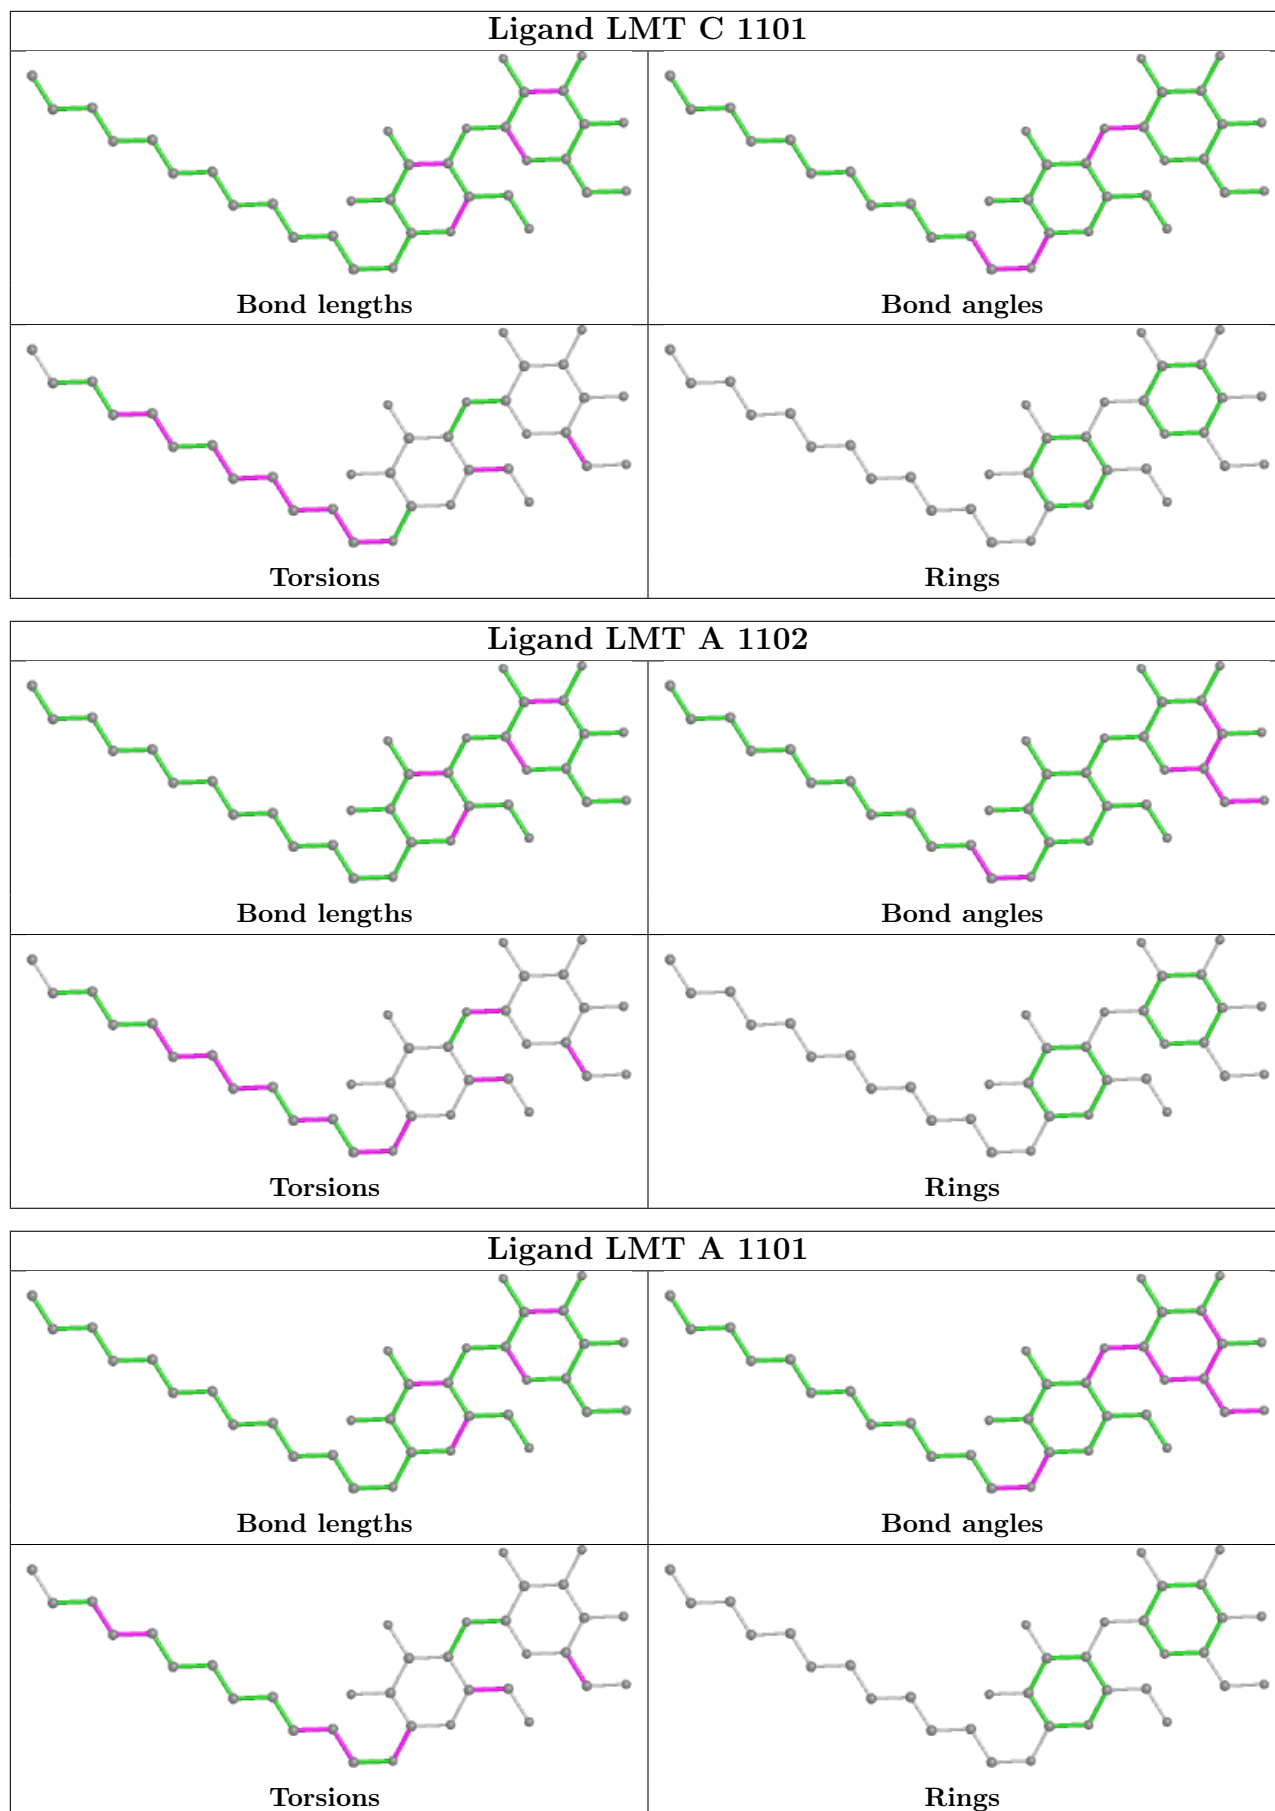 Ligand LMT C 1101
Bond lengths
Bond angles
Torsions
Rings
Ligand LMT A 1102
Bond lengths
Bond angles
Torsions
Rings
Ligand LMT A 1101
Bond lengths
Bond angles
Torsions
Rings